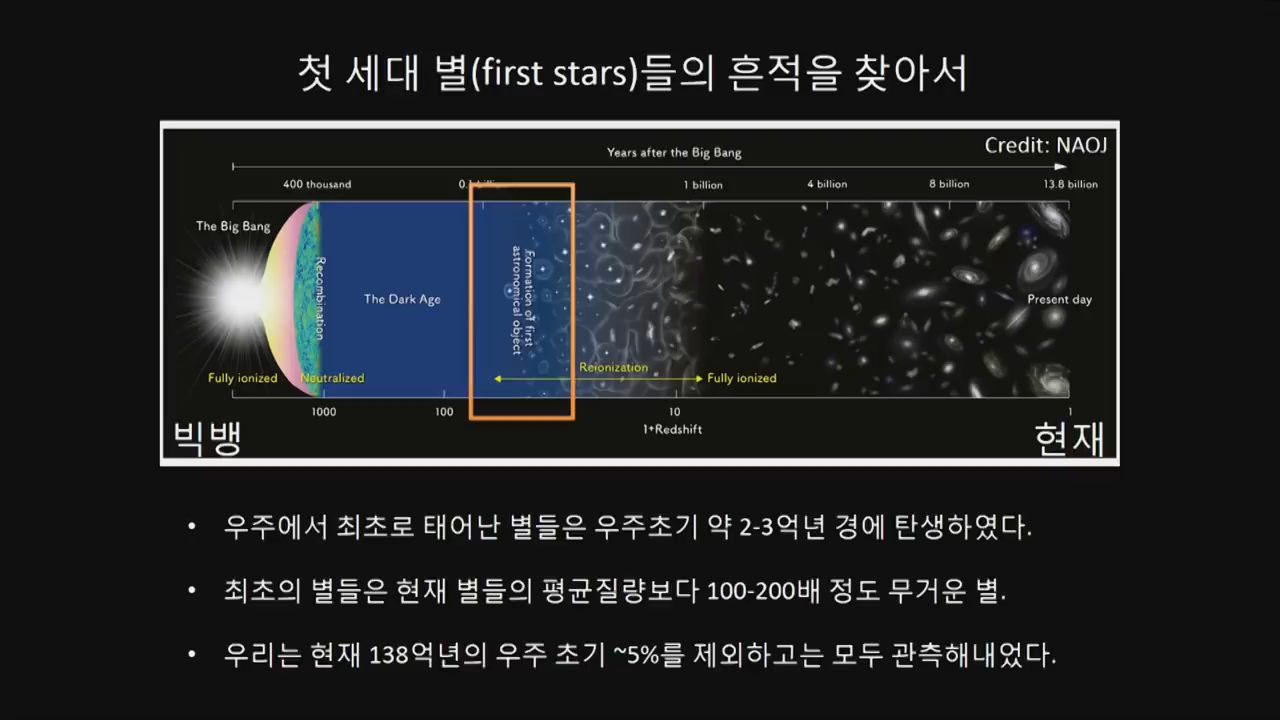 첫 세대 별(first stars)들의 흔적을 찾아서
Credit: NAOJ
Years after the Big Bang
400 thousand
1 billion
4 billion
8 billion
13.8 billion
The Big Bang
Recombination
The Dark Age
Formation of first
astronomical object
Present day
Reionization
Fully ionized
Neutralized
Fully ionized
1000
100
10
1
1+Redshift
빅뱅
현재
• 우주에서 최초로 태어난 별들은 우주초기 약 2-3억년 경에 탄생하였다.
• 최초의 별들은 현재 별들의 평균질량보다 100-200배 정도 무거운 별.
• 우리는 현재 138억년의 우주 초기 ~5%를 제외하고는 모두 관측해내었다.